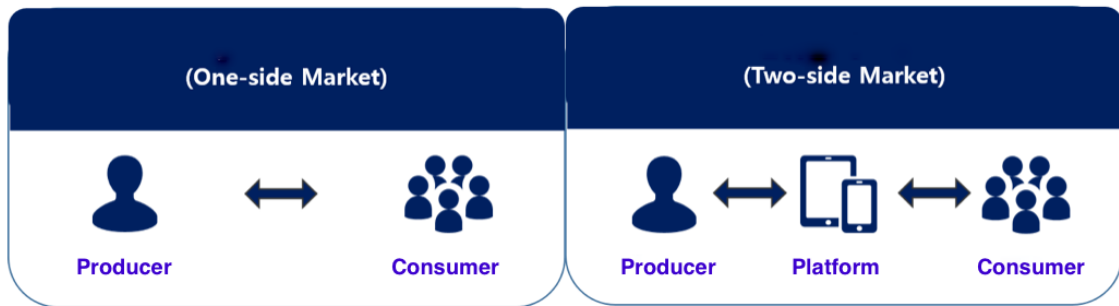 (One-side Market)
(Two-side Market)
Producer
Consumer
Producer
Platform
Consumer